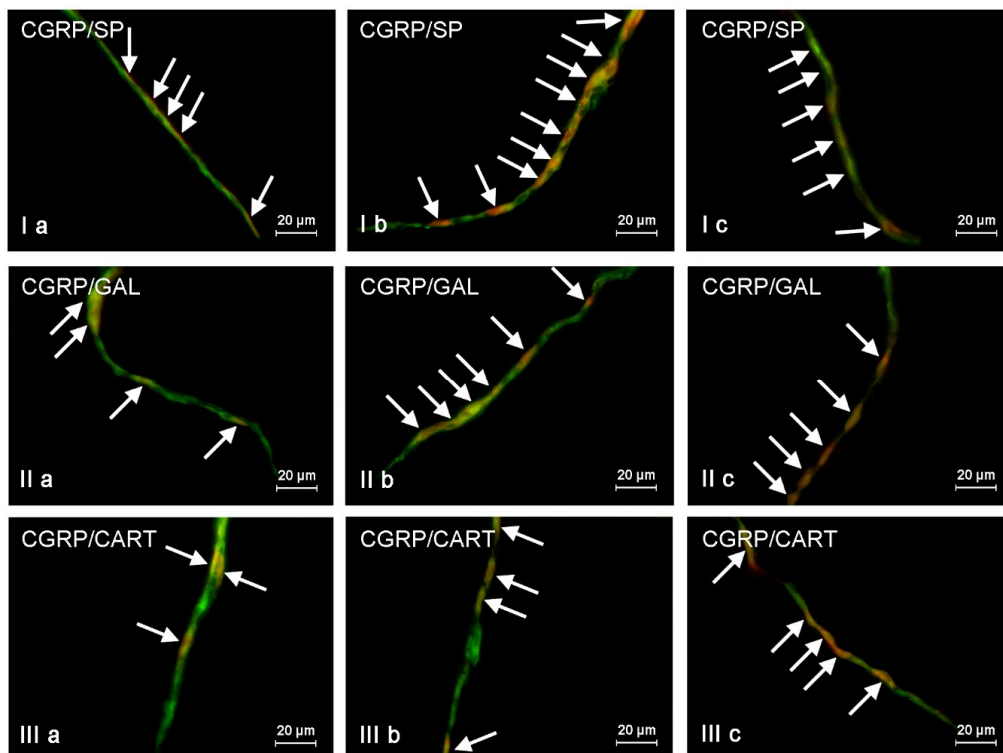 CGRP/SP
20 µm
I a
CGRP/SP
20 µm
I b
CGRP/SP
20 µm
I c
CGRP/GAL
20 µm
II a
CGRP/GAL
20 µm
II b
CGRP/GAL
20 µm
II c
CGRP/CART
20 µm
III a
CGRP/CART
20 µm
III b
CGRP/CART
20 µm
III c